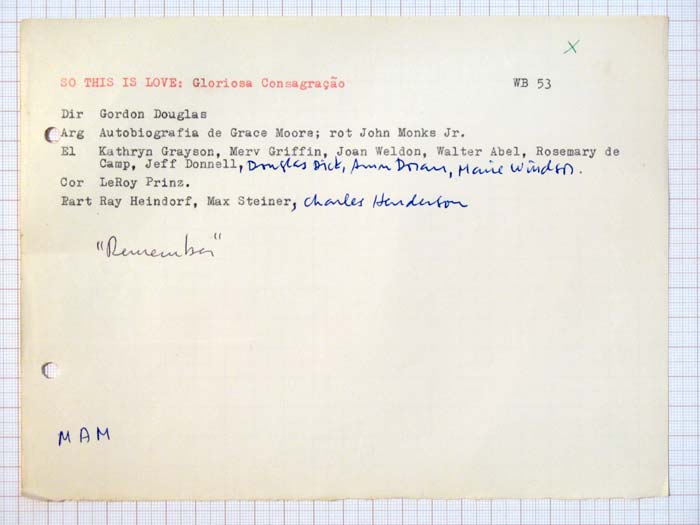 X
SO THIS IS LOVE: Gloriosa Consagração WB 53
Dir Gordon Douglas
Arg Autobiografia de Grace Moore; rot John Monks Jr.
El Kathryn Grayson, Merv Griffin, Joan Weldon, Walter Abel, Rosemary de
Camp, Jeff Donnell, Douglas Dick, Ann Doran, Marie Windsor.
Cor LeRoy Prinz.
Part Ray Heindorf, Max Steiner, Charles Henderson
"Remember"
MAM